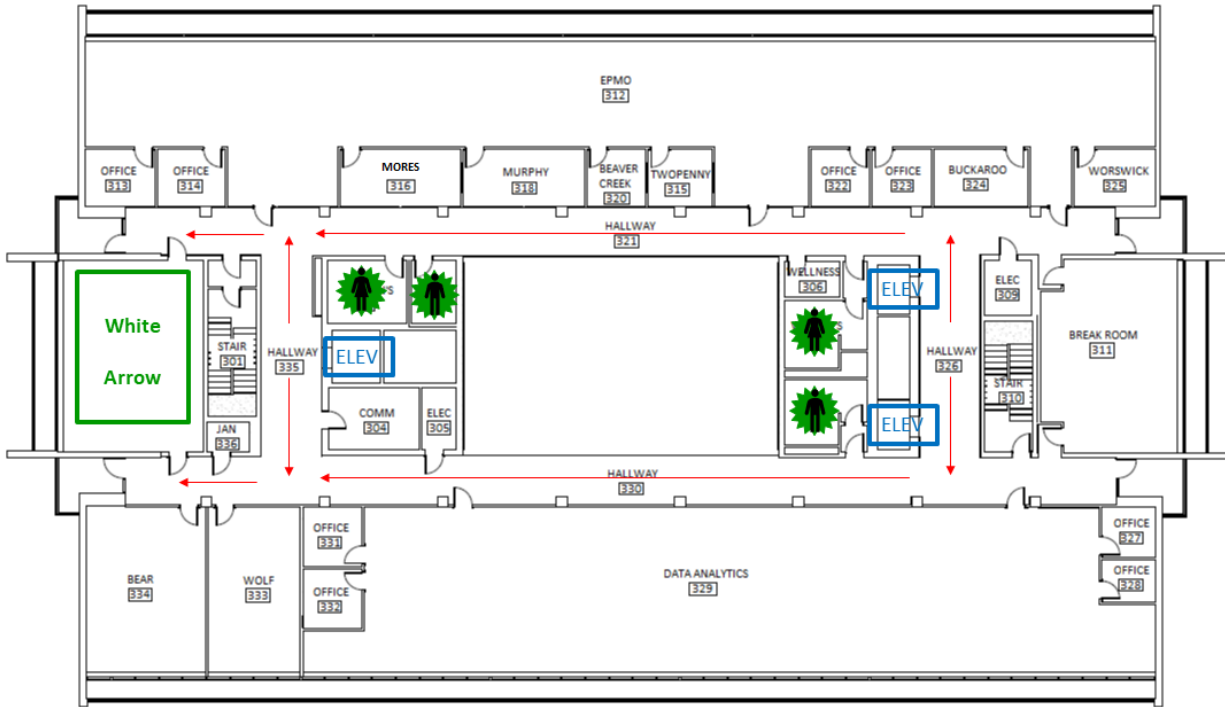 EPMO
312
OFFICE
313
OFFICE
314
MORES
316
MURPHY
318
BEAVER
CREEK
320
TWOPENNY
315
OFFICE
322
OFFICE
323
BUCKAROO
324
WORSWICK
325
HALLWAY
321
White
Arrow
STAIR
301
HALLWAY
335
ELEV
JAN
336
COMM
304
ELEC
305
WELLNESS
306
ELEV
ELEV
HALLWAY
326
ELEC
309
STAIR
310
BREAK ROOM
311
HALLWAY
330
BEAR
334
WOLF
333
OFFICE
331
OFFICE
332
DATA ANALYTICS
329
OFFICE
327
OFFICE
328